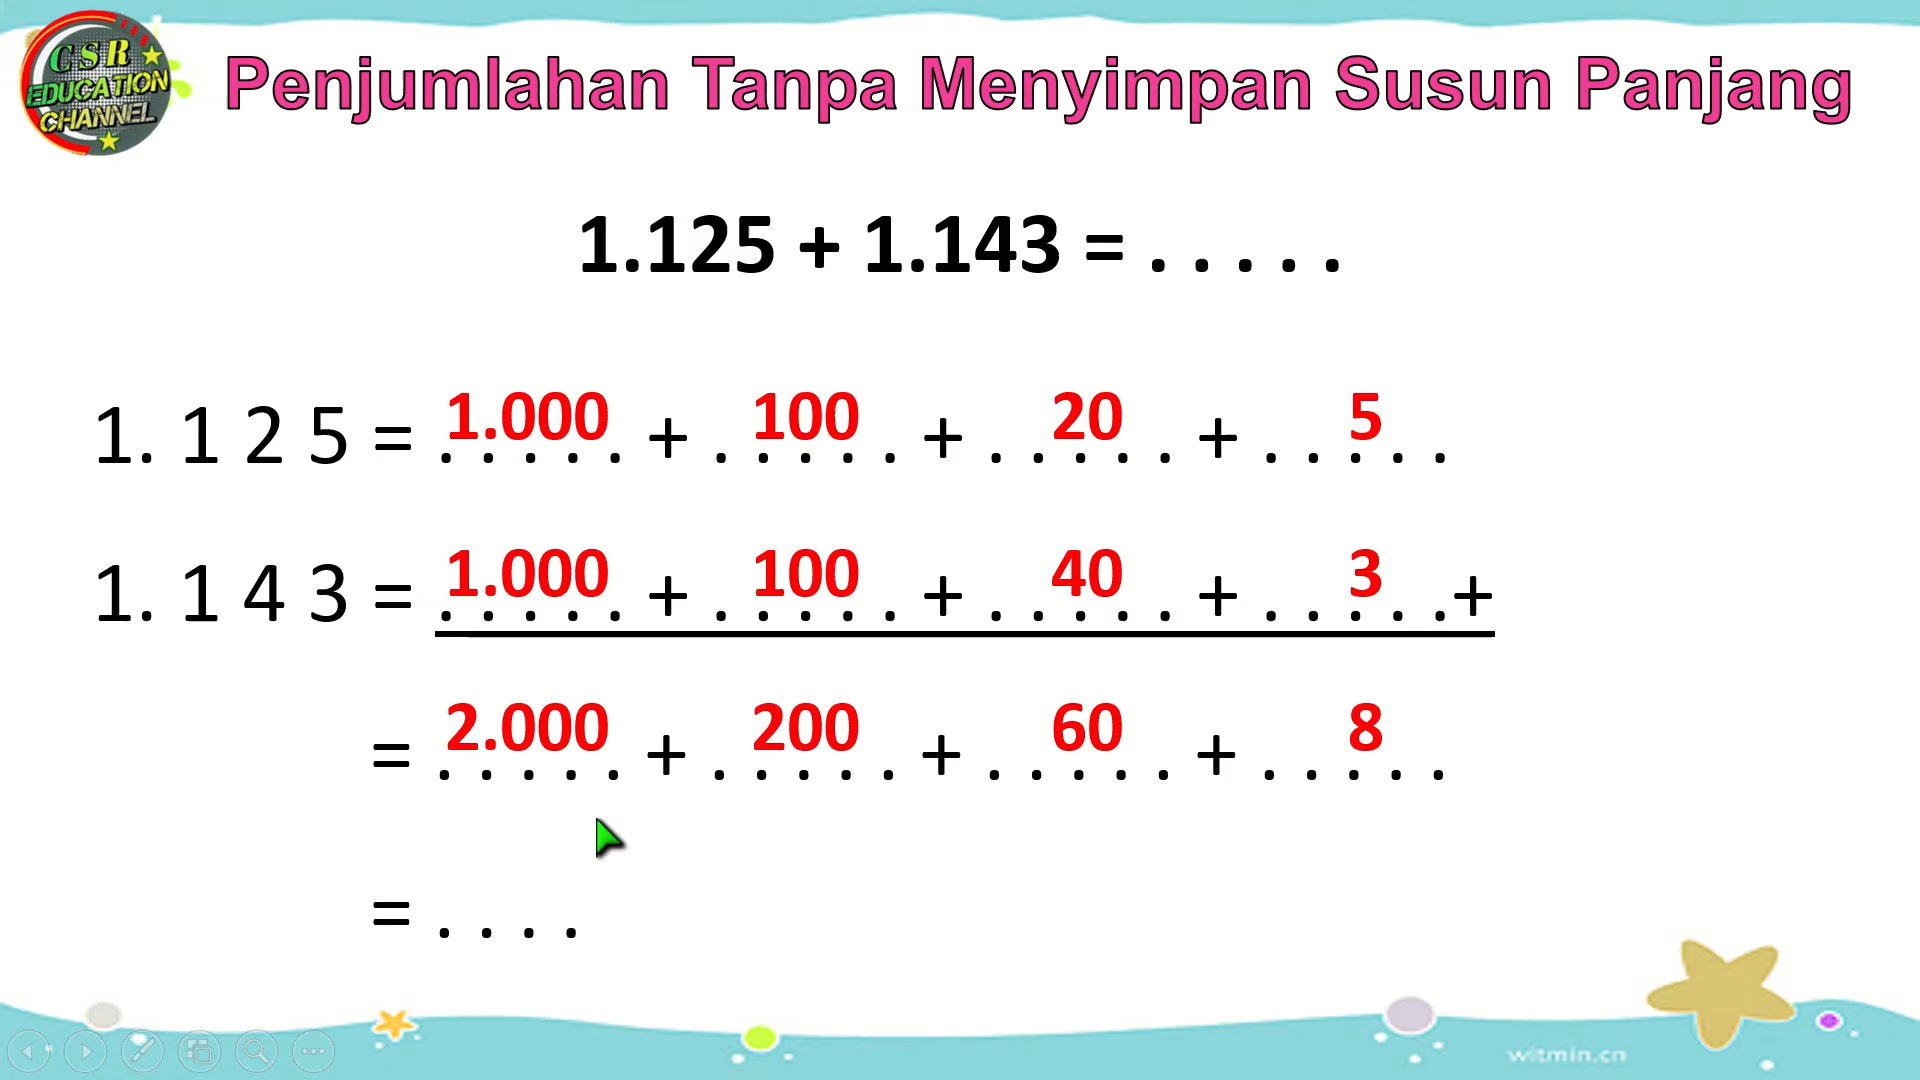 CSR
EDUCATION
CHANNEL
Penjumlahan Tanpa Menyimpan Susun Panjang
1.125 + 1.143 = . . . . .
1. 1 2 5 = 1.000 + 100 + 20 + 5
1. 1 4 3 = 1.000 + 100 + 40 + 3 +
= 2.000 + 200 + 60 + 8
= . . . .
witmin.cn